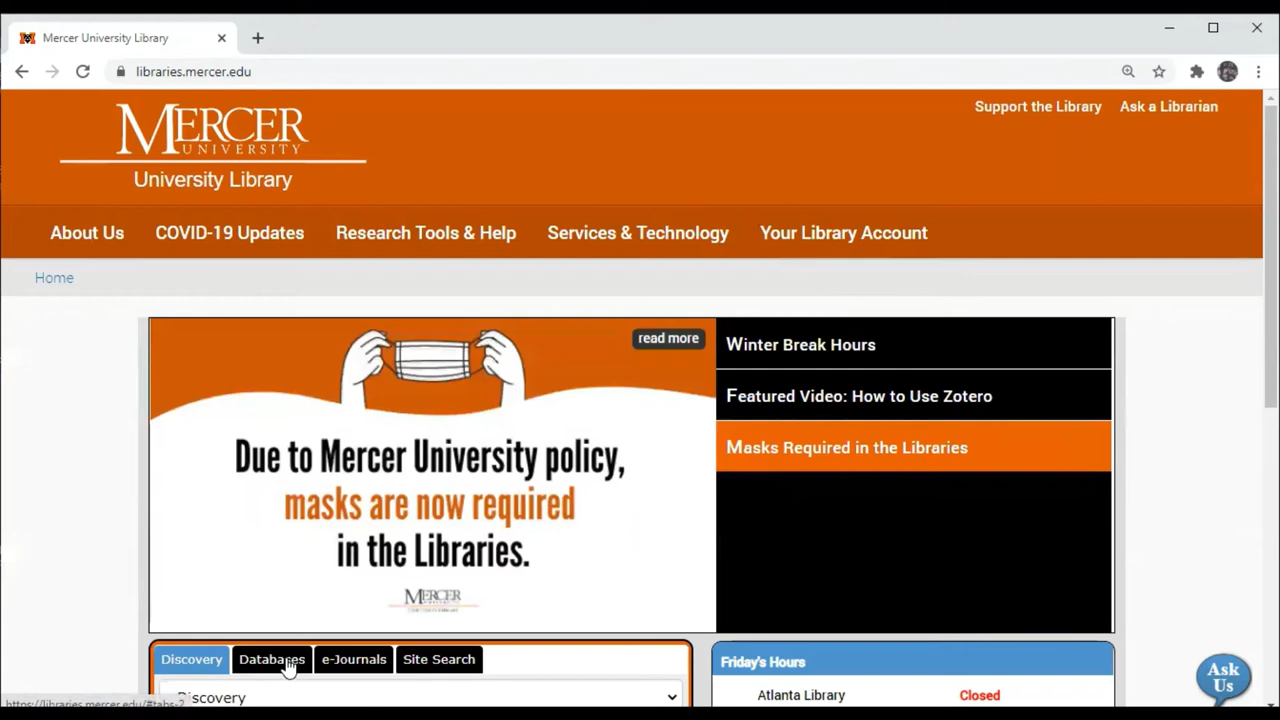 Mercer University Library
libraries.mercer.edu
Support the Library Ask a Librarian
MERCER
UNIVERSITY
University Library
About Us COVID-19 Updates Research Tools & Help Services & Technology Your Library Account
Home
read more
Due to Mercer University policy,
masks are now required
in the Libraries.
MERCER
Winter Break Hours
Featured Video: How to Use Zotero
Masks Required in the Libraries
Discovery Databases e-Journals Site Search
Discovery
Friday's Hours
Atlanta Library Closed
Ask
Us
https://libraries.mercer.edu/#tabs-2